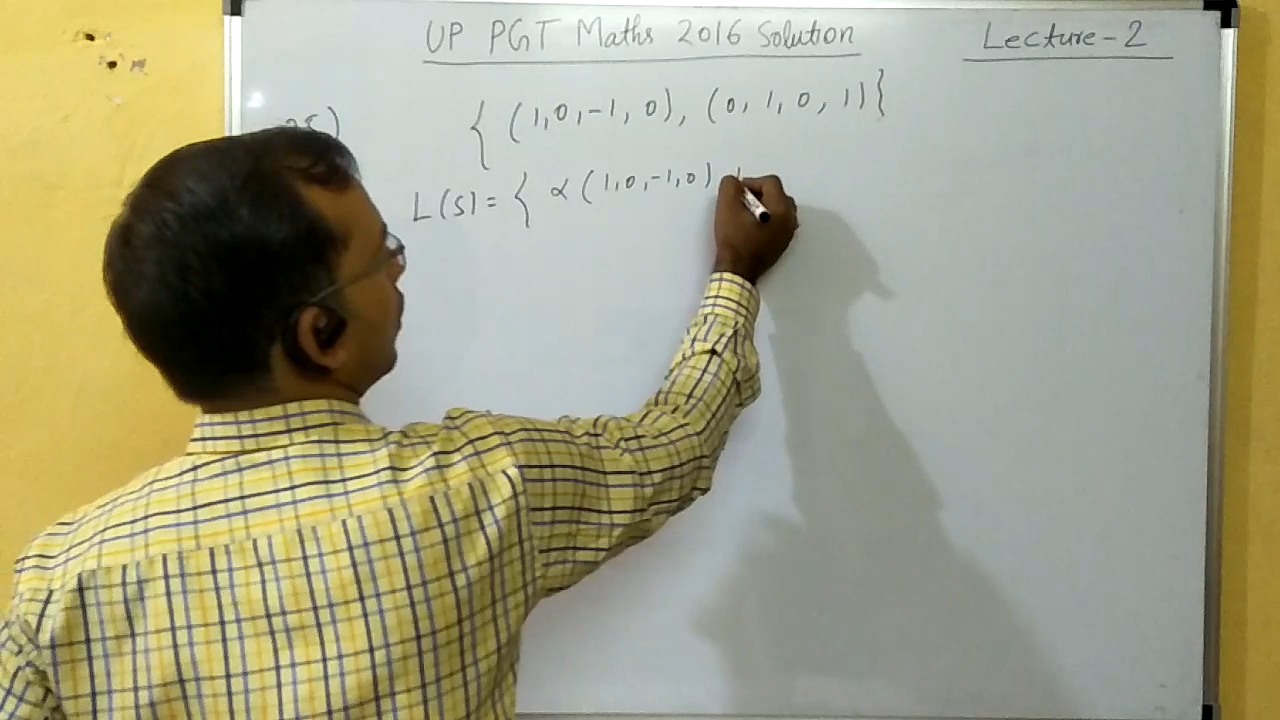 UP PGT Maths 2016 Solution
Lecture-2
{ (1,0,-1,0), (0,1,0,1)}
L(S) = { α (1,0,-1,0)